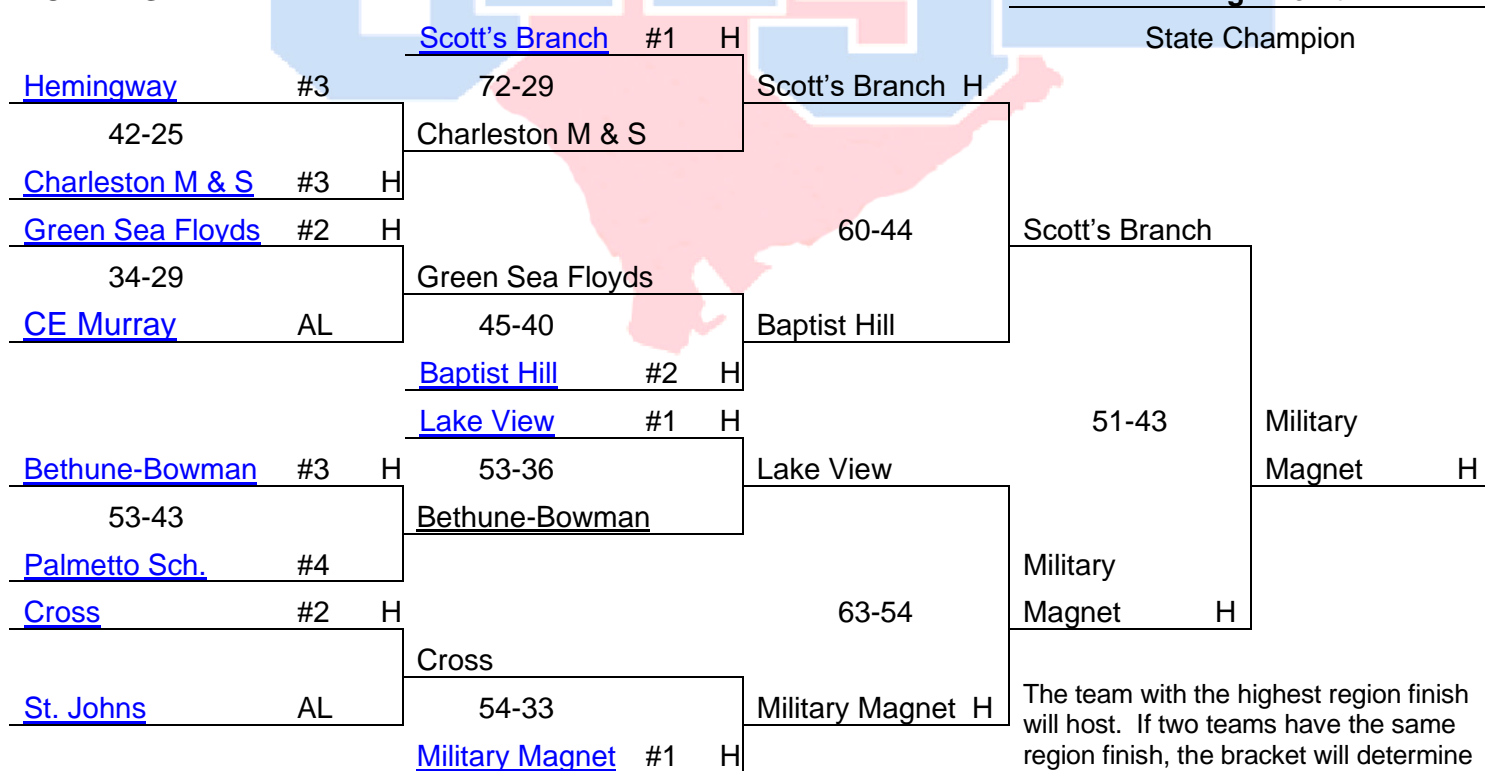 Scott’s Branch #1 H State Champion
Hemingway #3 72-29 Scott’s Branch H
42-25 Charleston M & S
Charleston M & S #3 H
Green Sea Floyds #2 H 60-44 Scott’s Branch
34-29 Green Sea Floyds
CE Murray AL 45-40 Baptist Hill
Baptist Hill #2 H
Lake View #1 H 51-43 Military
Bethune-Bowman #3 H 53-36 Lake View Magnet H
53-43 Bethune-Bowman
Palmetto Sch. #4 Military
Cross #2 H 63-54 Magnet H
Cross
St. Johns AL 54-33 Military Magnet H
Military Magnet #1 H
The team with the highest region finish
will host. If two teams have the same
region finish, the bracket will determine